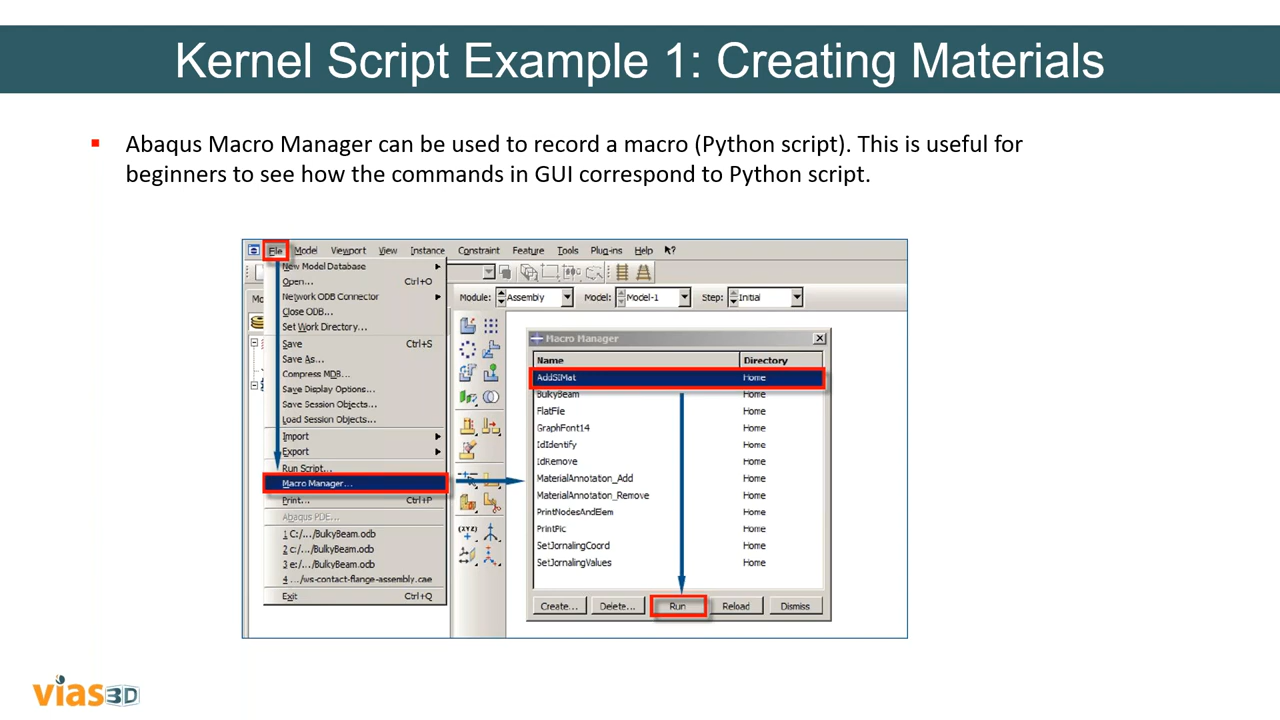 Kernel Script Example 1: Creating Materials
Abaqus Macro Manager can be used to record a macro (Python script). This is useful for
beginners to see how the commands in GUI correspond to Python script.
File Model Viewport View Instance Constraint Feature Tools Plug-ins Help
New Model Database
Open... Ctrl+O
Network ODB Connector
Close ODB...
Set Work Directory...
Save Ctrl+S
Save As...
Compress MDB...
Save Display Options...
Save Session Objects...
Load Session Objects...
Import
Export
Run Script...
Macro Manager...
Print... Ctrl+P
Abaqus PDE...
1 C:/.../BulkyBeam.odb
2 c:/.../BulkyBeam.odb
3 e:/.../BulkyBeam.odb
4 .../ws-contact-flange-assembly.cae
Exit Ctrl+Q
Module: Assembly Model: Model-1 Step: Initial
(XYZ)
Macro Manager
Name Directory
AddSIMat Home
BulkyBeam Home
FlatFile Home
GraphFont14 Home
IdIdentify Home
IdRemove Home
MaterialAnnotation_Add Home
MaterialAnnotation_Remove Home
PrintNodesAndElem Home
PrintPic Home
SetJornalingCoord Home
SetJornalingValues Home
Create... Delete... Run Reload Dismiss
vias3D